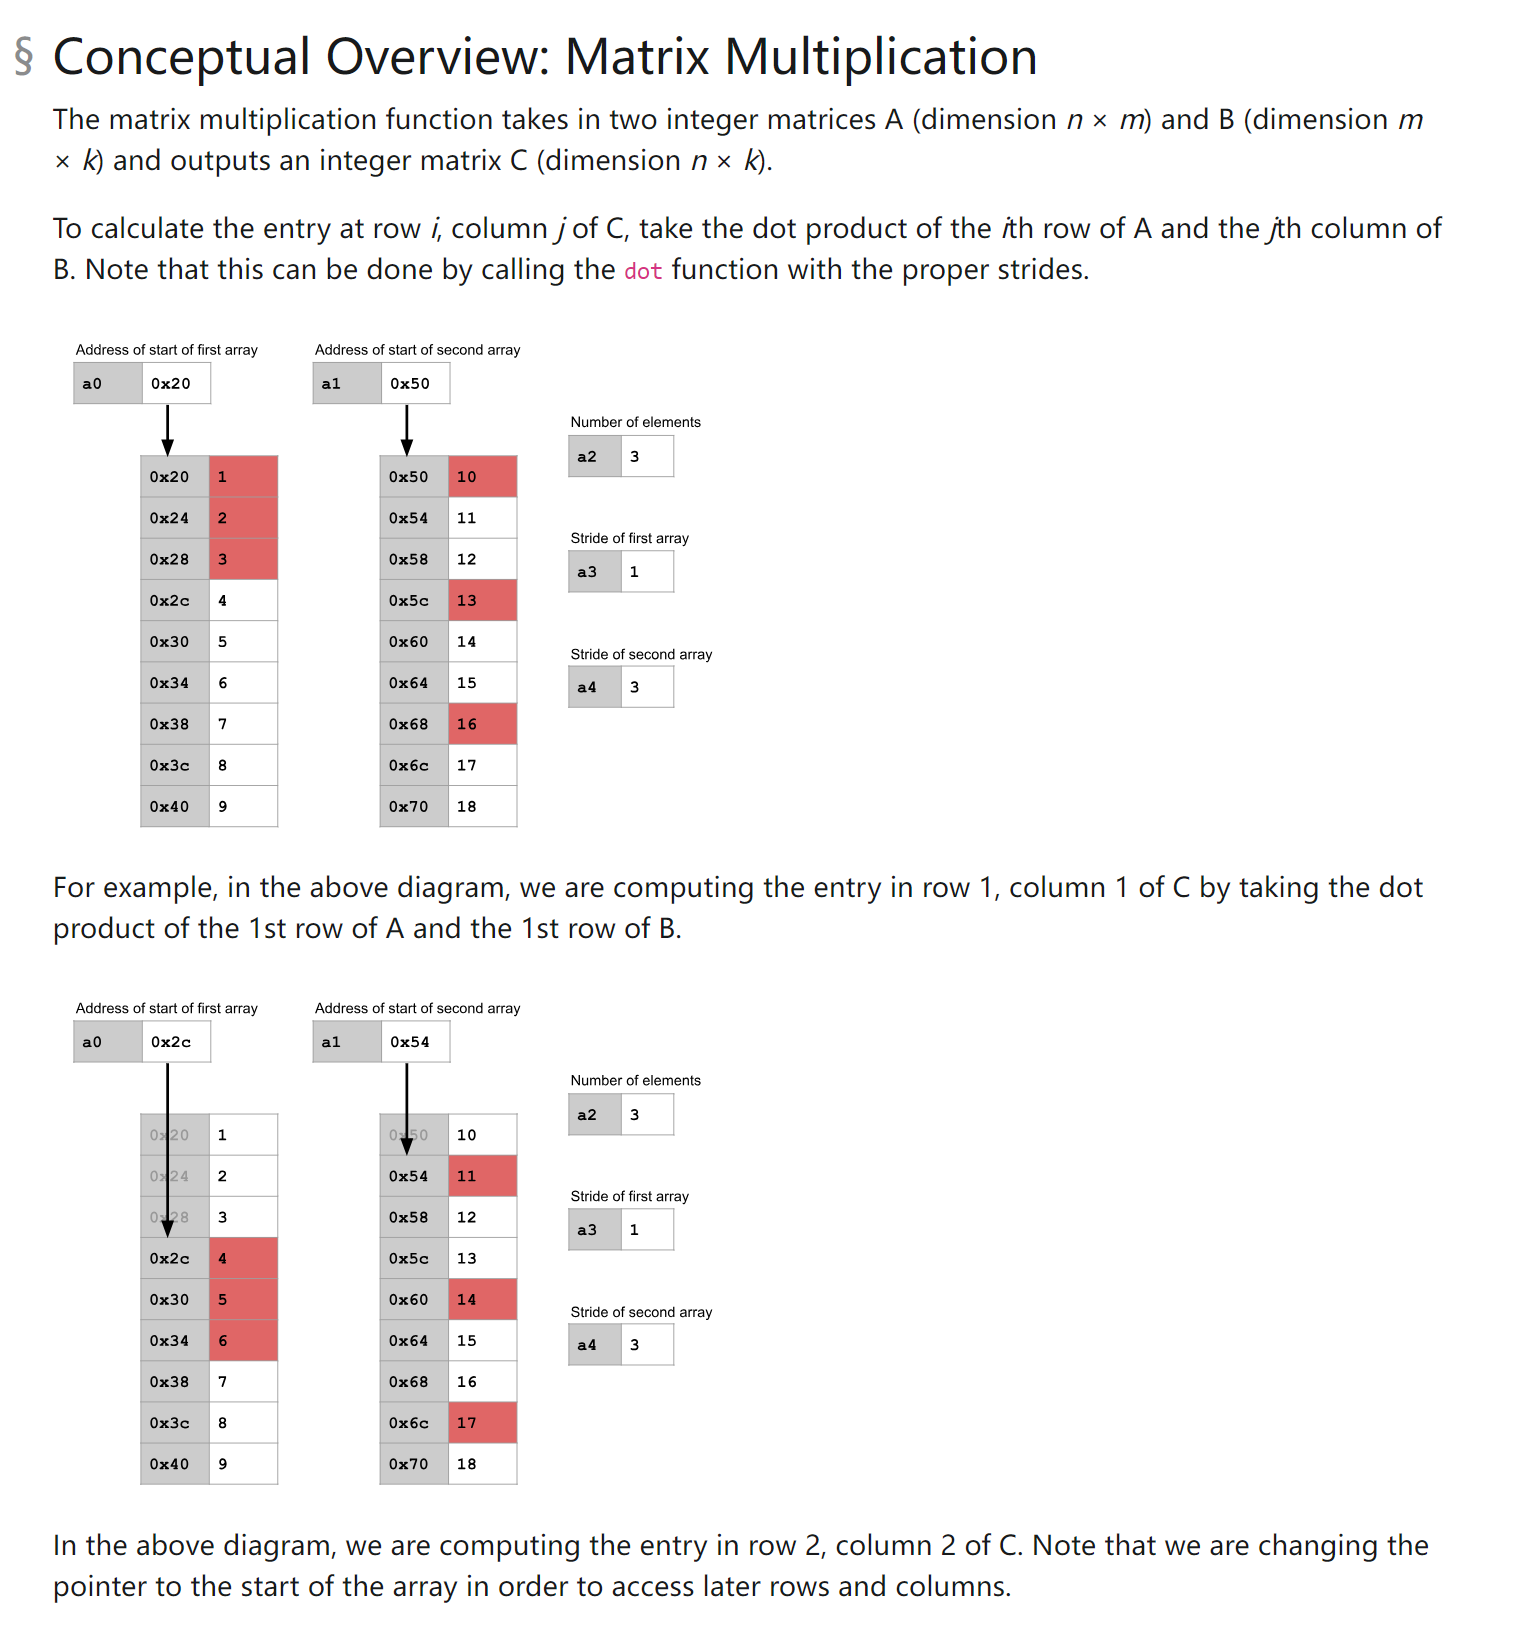 § Conceptual Overview: Matrix Multiplication
The matrix multiplication function takes in two integer matrices A (dimension n × m) and B (dimension m
× k) and outputs an integer matrix C (dimension n × k).
To calculate the entry at row i, column j of C, take the dot product of the ith row of A and the jth column of
B. Note that this can be done by calling the dot function with the proper strides.
Address of start of first array
a0 0x20
0x20 1
0x24 2
0x28 3
0x2c 4
0x30 5
0x34 6
0x38 7
0x3c 8
0x40 9
Address of start of second array
a1 0x50
0x50 10
0x54 11
0x58 12
0x5c 13
0x60 14
0x64 15
0x68 16
0x6c 17
0x70 18
Number of elements
a2 3
Stride of first array
a3 1
Stride of second array
a4 3
For example, in the above diagram, we are computing the entry in row 1, column 1 of C by taking the dot
product of the 1st row of A and the 1st row of B.
Address of start of first array
a0 0x2c
0x20 1
0x24 2
0x28 3
0x2c 4
0x30 5
0x34 6
0x38 7
0x3c 8
0x40 9
Address of start of second array
a1 0x54
0x50 10
0x54 11
0x58 12
0x5c 13
0x60 14
0x64 15
0x68 16
0x6c 17
0x70 18
Number of elements
a2 3
Stride of first array
a3 1
Stride of second array
a4 3
In the above diagram, we are computing the entry in row 2, column 2 of C. Note that we are changing the
pointer to the start of the array in order to access later rows and columns.